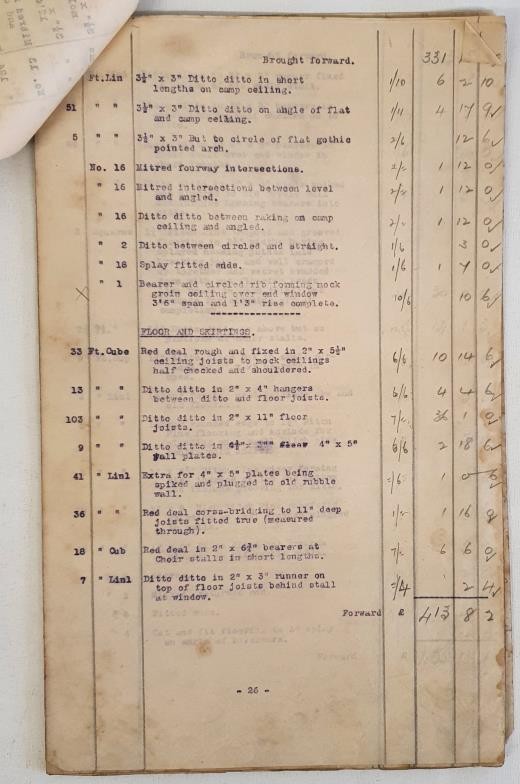 Brought forward. 331
Ft.Lin 3½" x 3" Ditto ditto in short 1/10 6 2 10
lengths on camp ceiling.
51 " " 3½" x 3" Ditto ditto on angle of flat 1/11 4 17 9
and camp ceiling.
5 " " 3½" x 3" But to circle of flat gothic 2/6 12 6
pointed arch.
No. 16 Mitred fourway intersections. 2/- 1 12 0
" 16 Mitred intersections between level 2/- 1 12 0
and angled.
" 16 Ditto ditto between raking on camp 2/- 1 12 0
ceiling and angled.
" 2 Ditto between circled and straight. 1/6 3 0
" 18 Splay fitted ends. 1/6 1 7 0
x " 1 Bearer and circled rib forming mock
groin ceiling over end window 10/6 10 6
3'6" span and 1'3" rise complete.
----------------
FLOOR AND SKIRTINGS.
33 Ft.Cube Red deal rough and fixed in 2" x 5½" 6/6 10 14 6
ceiling joists to mock ceilings
half checked and shouldered.
13 " " Ditto ditto in 2" x 4" hangers 6/6 4 4 6
between ditto and floor joists.
103 " " Ditto ditto in 2" x 11" floor 7/- 36 1 0
joists.
9 " " Ditto ditto in 4" x 5" 6/6 2 18 6
wall plates.
41 " Linl Extra for 4" x 5" plates being -/6 1 0 6
spiked and plugged to old rubble
wall.
36 " " Red deal corss-bridging to 11" deep 1/- 1 16 0
joists fitted true (measured
through).
18 " Cub Red deal in 2" x 6¾" bearers at 7/- 6 6 0
Choir stalls in short lengths.
7 " Linl Ditto ditto in 2" x 3" runner on -/4 2 4
top of floor joists behind stall
at window.
Forward £ 413 8 2
- 26 -